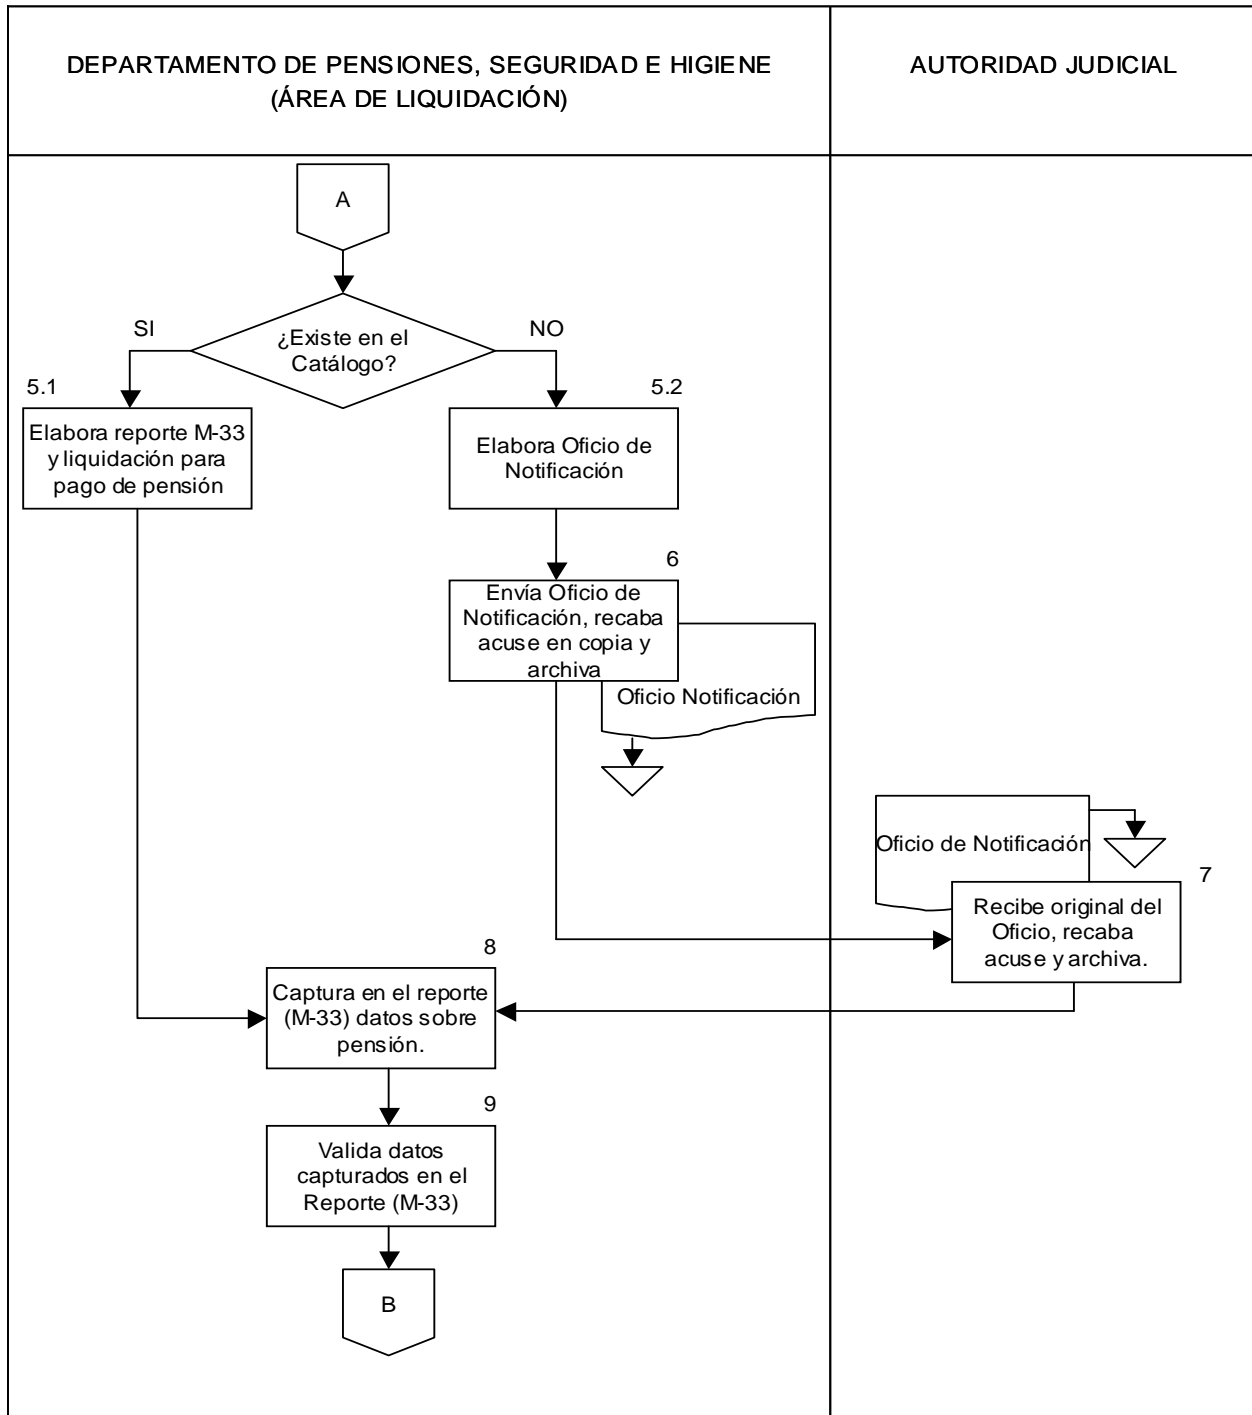 DEPARTAMENTO DE PENSIONES, SEGURIDAD E HIGIENE
(ÁREA DE LIQUIDACIÓN)
AUTORIDAD JUDICIAL
A
¿Existe en el
Catálogo?
SI
NO
5.1
Elabora reporte M-33
y liquidación para
pago de pensión
5.2
Elabora Oficio de
Notificación
6
Envía Oficio de
Notificación, recaba
acuse en copia y
archiva
Oficio Notificación
Oficio de Notificación
7
Recibe original del
Oficio, recaba
acuse y archiva.
8
Captura en el reporte
(M-33) datos sobre
pensión.
9
Valida datos
capturados en el
Reporte (M-33)
B